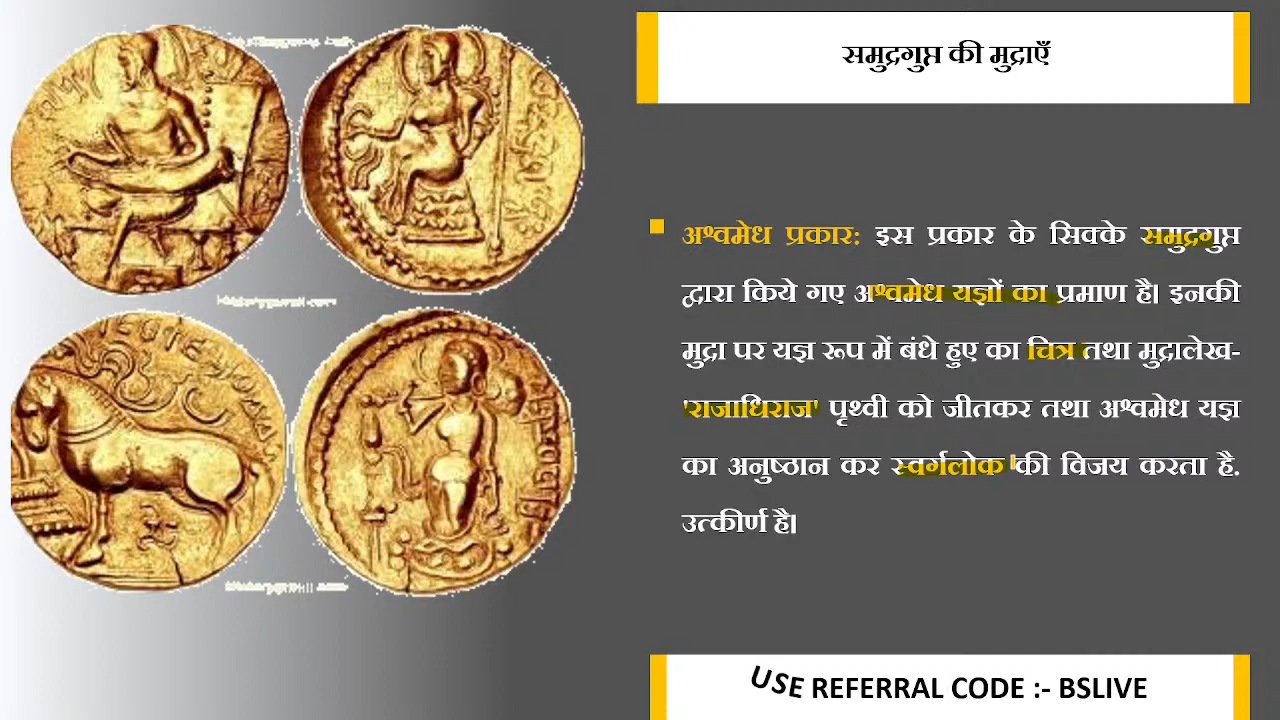 समुद्रगुप्त की मुद्राएँ
अश्वमेध प्रकार: इस प्रकार के सिक्के समुद्रगुप्त
द्वारा किये गए अश्वमेध यज्ञों का प्रमाण है। इनकी
मुद्रा पर यज्ञ रूप में बंधे हुए का चित्र तथा मुद्रालेख-
'राजाधिराज' पृथ्वी को जीतकर तथा अश्वमेध यज्ञ
का अनुष्ठान कर स्वर्गलोक की विजय करता है.
उत्कीर्ण है।
USE REFERRAL CODE :- BSLIVE